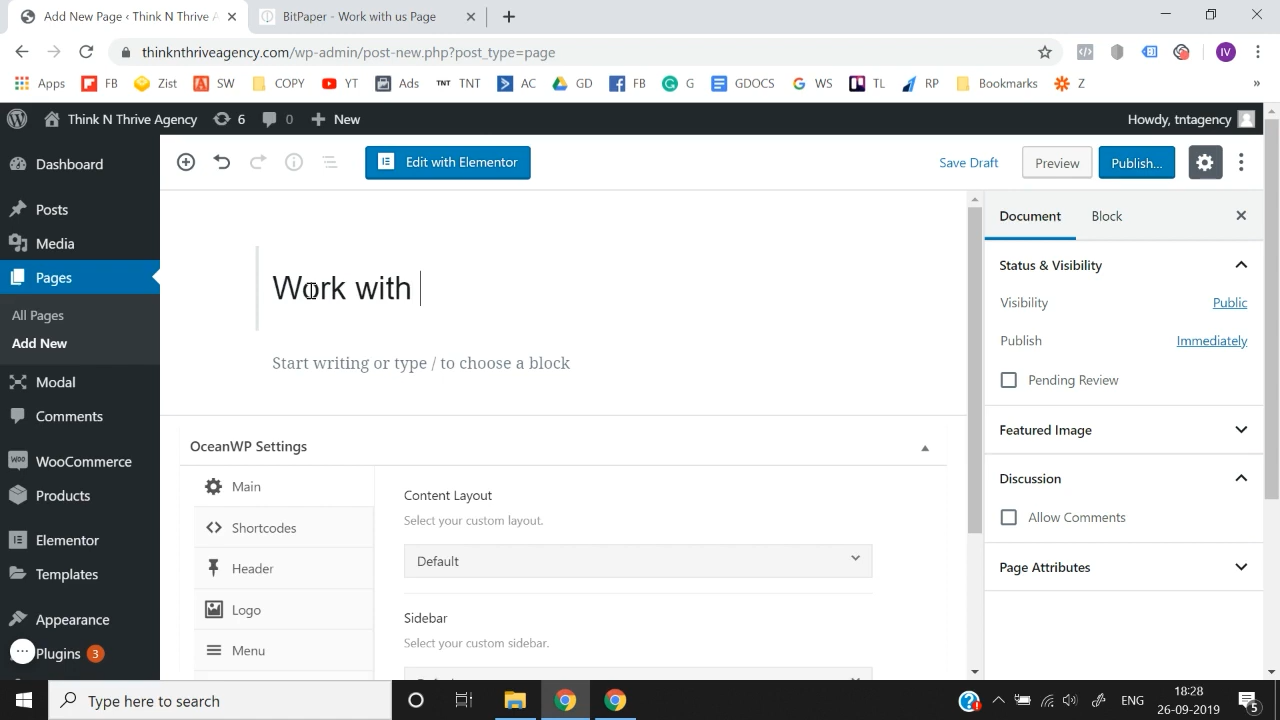 Add New Page ‹ Think N Thrive A
BitPaper - Work with us Page
thinknthriveagency.com/wp-admin/post-new.php?post_type=page
IV
Apps FB Zist SW COPY YT Ads TNT TNT AC GD FB G GDOCS WS TL RP Bookmarks Z »
Think N Thrive Agency 6 0 New Howdy, tntagency
Edit with Elementor Save Draft Preview Publish...
Dashboard
Posts
Media
Pages
All Pages
Add New
Modal
Comments
WooCommerce
Products
Elementor
Templates
Appearance
Plugins 3
Work with
Start writing or type / to choose a block
OceanWP Settings
Main
Shortcodes
Header
Logo
Menu
Content Layout
Select your custom layout.
Default
Sidebar
Select your custom sidebar.
Document Block
Status & Visibility
Visibility Public
Publish Immediately
Pending Review
Featured Image
Discussion
Allow Comments
Page Attributes
Type here to search
ENG
18:28
26-09-2019
5